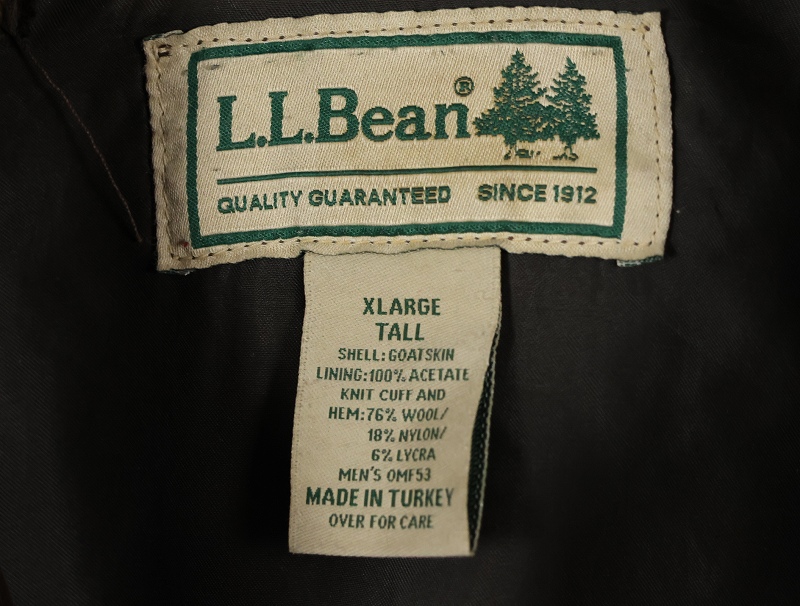 L.L.Bean®
QUALITY GUARANTEED SINCE 1912
XLARGE
TALL
SHELL: GOATSKIN
LINING: 100% ACETATE
KNIT CUFF AND
HEM: 76% WOOL/
18% NYLON/
6% LYCRA
MEN'S OMF53
MADE IN TURKEY
OVER FOR CARE